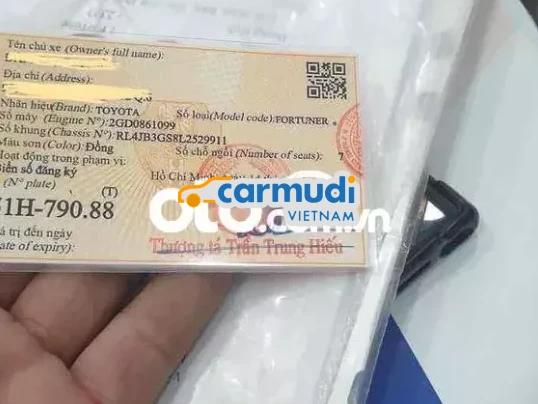 Tên chủ xe (Owner's full name):
Địa chỉ (Address):
Nhãn hiệu (Brand): TOYOTA
Số loại (Model code): FORTUNER
Số máy (Engine N°): 2GD0861099
Số khung (Chassis N°): RL4JB3GS8L2529911
Màu sơn (Color): Đồng
Số chỗ ngồi (Number of seats): 7
Hoạt động trong phạm vi:
Biển số đăng ký
(N° plate)
Hồ Chí Minh
(T)
51H-790.88
carmudi
VIETNAM
trị đến ngày
ate of expiry):
Thượng tá Trần Trung Hiếu